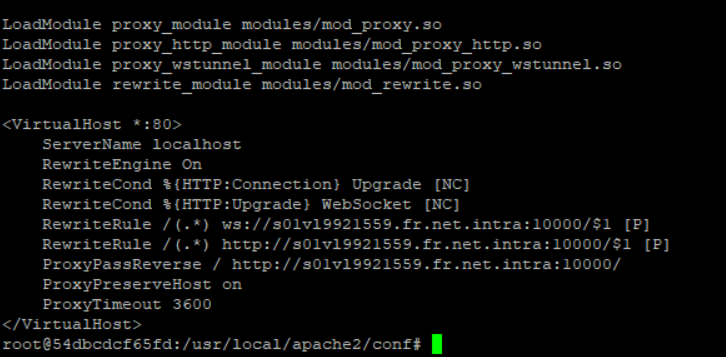 LoadModule proxy_module modules/mod_proxy.so
LoadModule proxy_http_module modules/mod_proxy_http.so
LoadModule proxy_wstunnel_module modules/mod_proxy_wstunnel.so
LoadModule rewrite_module modules/mod_rewrite.so
<VirtualHost *:80>
ServerName localhost
RewriteEngine On
RewriteCond %{HTTP:Connection} Upgrade [NC]
RewriteCond %{HTTP:Upgrade} WebSocket [NC]
RewriteRule /(.*) ws://s01vl9921559.fr.net.intra:10000/$1 [P]
RewriteRule /(.*) http://s01vl9921559.fr.net.intra:10000/$1 [P]
ProxyPassReverse / http://s01vl9921559.fr.net.intra:10000/
ProxyPreserveHost on
ProxyTimeout 3600
</VirtualHost>
root@54dbcdcf65fd:/usr/local/apache2/conf#